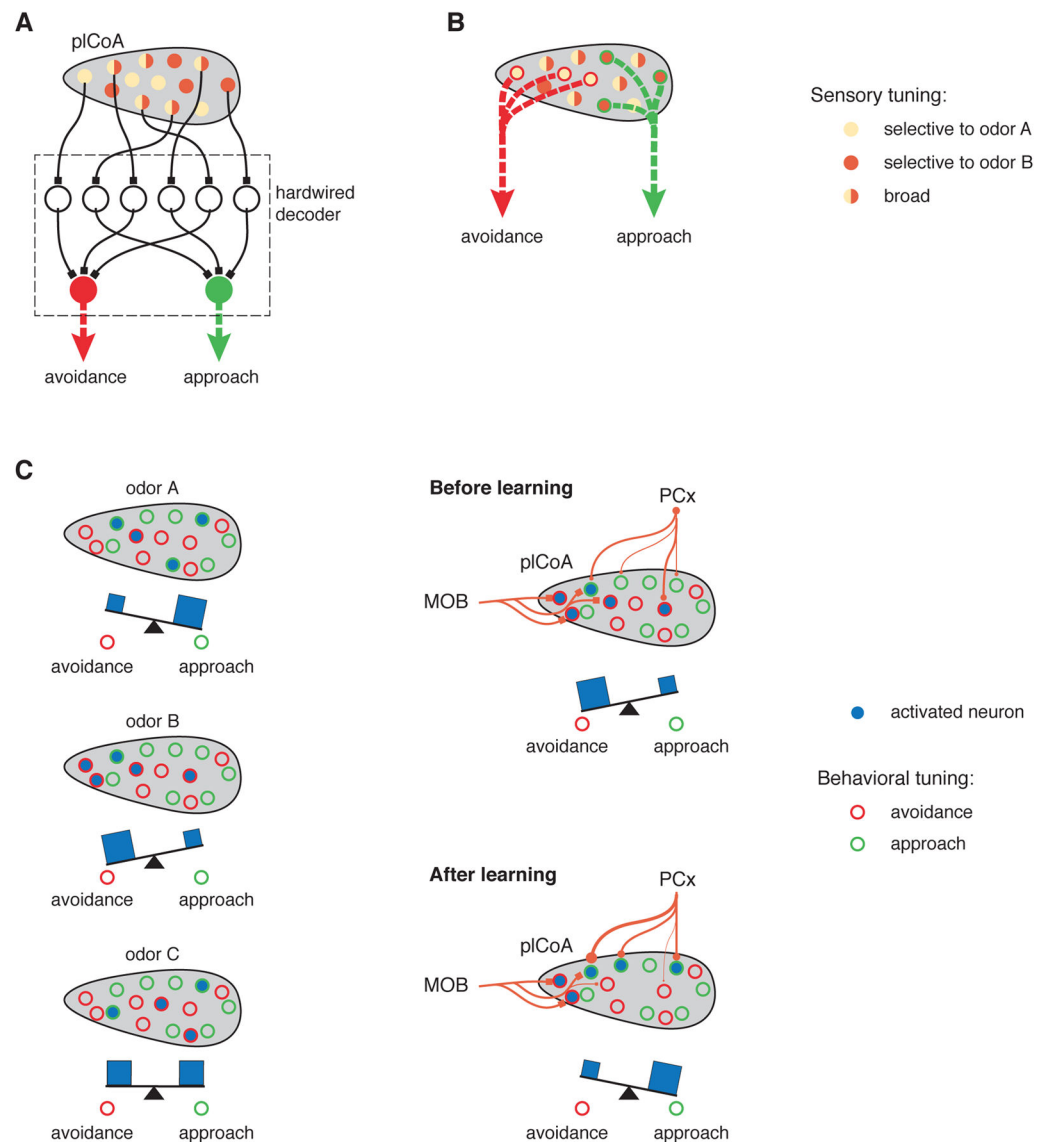 A
plCoA
hardwired
decoder
avoidance
approach
B
avoidance
approach
Sensory tuning:
selective to odor A
selective to odor B
broad
C
odor A
avoidance
approach
odor B
avoidance
approach
odor C
avoidance
approach
Before learning
PCx
plCoA
MOB
avoidance
approach
After learning
PCx
plCoA
MOB
avoidance
approach
activated neuron
Behavioral tuning:
avoidance
approach